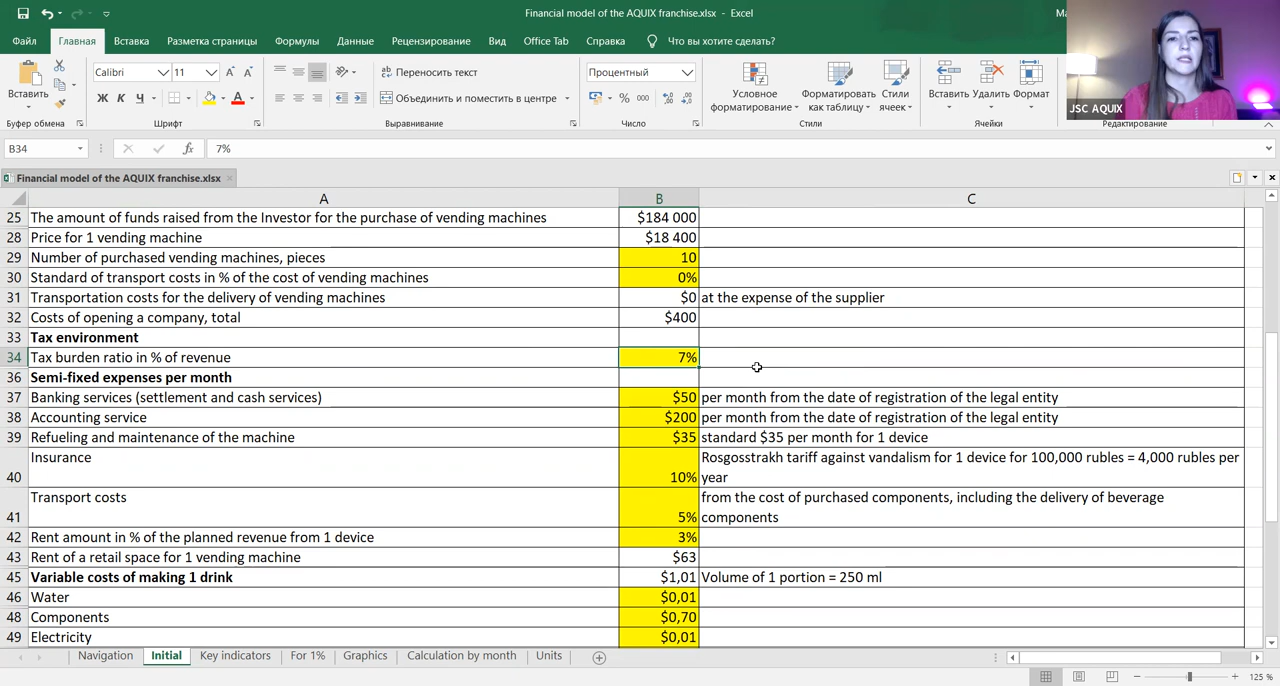 Financial model of the AQUIX franchise.xlsx - Excel
Файл Главная Вставка Разметка страницы Формулы Данные Рецензирование Вид Office Tab Справка Что вы хотите сделать?
JSC AQUIX
Вставить
Буфер обмена
Calibri 11
Ж К Ч
Шрифт
Переносить текст
Объединить и поместить в центре
Выравнивание
Процентный
% 000
Число
Условное форматирование
Форматировать как таблицу
Стили ячеек
Стили
Вставить Удалить Формат
Ячейки
Редактирование
B34 fx 7%
Financial model of the AQUIX franchise.xlsx
A B C
25 The amount of funds raised from the Investor for the purchase of vending machines $184 000
28 Price for 1 vending machine $18 400
29 Number of purchased vending machines, pieces 10
30 Standard of transport costs in % of the cost of vending machines 0%
31 Transportation costs for the delivery of vending machines $0 at the expense of the supplier
32 Costs of opening a company, total $400
33 Tax environment
34 Tax burden ratio in % of revenue 7%
36 Semi-fixed expenses per month
37 Banking services (settlement and cash services) $50 per month from the date of registration of the legal entity
38 Accounting service $200 per month from the date of registration of the legal entity
39 Refueling and maintenance of the machine $35 standard $35 per month for 1 device
40 Insurance 10% Rosgosstrakh tariff against vandalism for 1 device for 100,000 rubles = 4,000 rubles per
year
41 Transport costs 5% from the cost of purchased components, including the delivery of beverage
components
42 Rent amount in % of the planned revenue from 1 device 3%
43 Rent of a retail space for 1 vending machine $63
45 Variable costs of making 1 drink $1,01 Volume of 1 portion = 250 ml
46 Water $0,01
48 Components $0,70
49 Electricity $0,01
Navigation Initial Key indicators For 1% Graphics Calculation by month Units
125 %